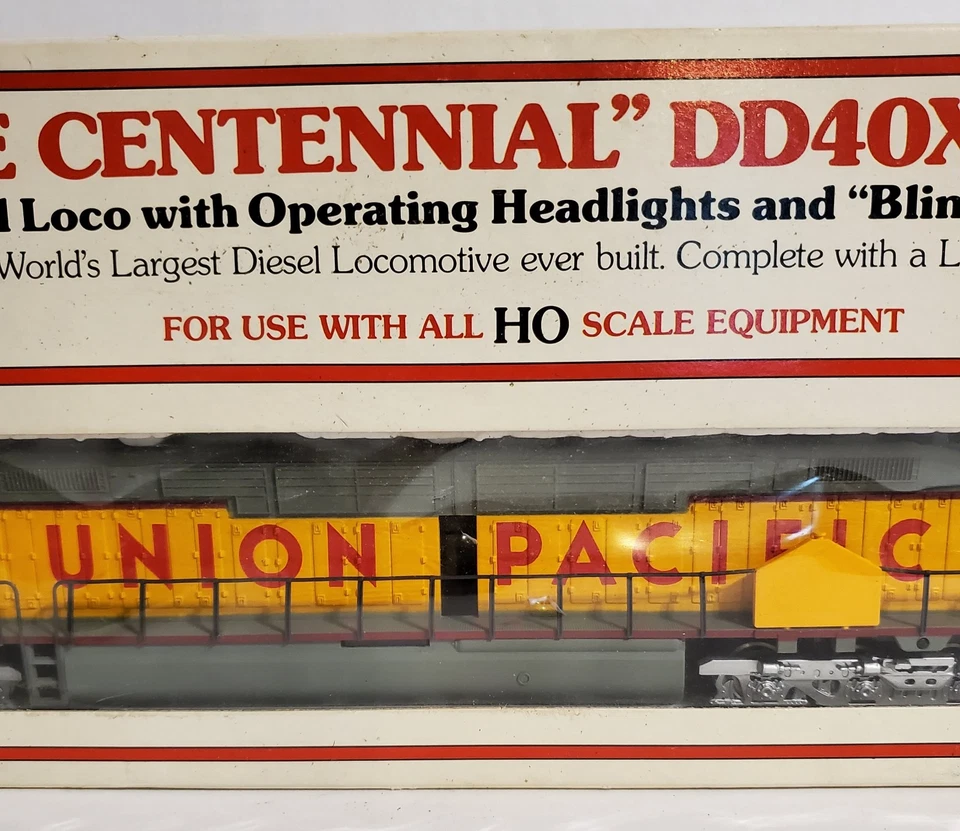 E CENTENNIAL” DD40X
l Loco with Operating Headlights and “Blin
World's Largest Diesel Locomotive ever built. Complete with a L
FOR USE WITH ALL HO SCALE EQUIPMENT
UNION PACIFIC